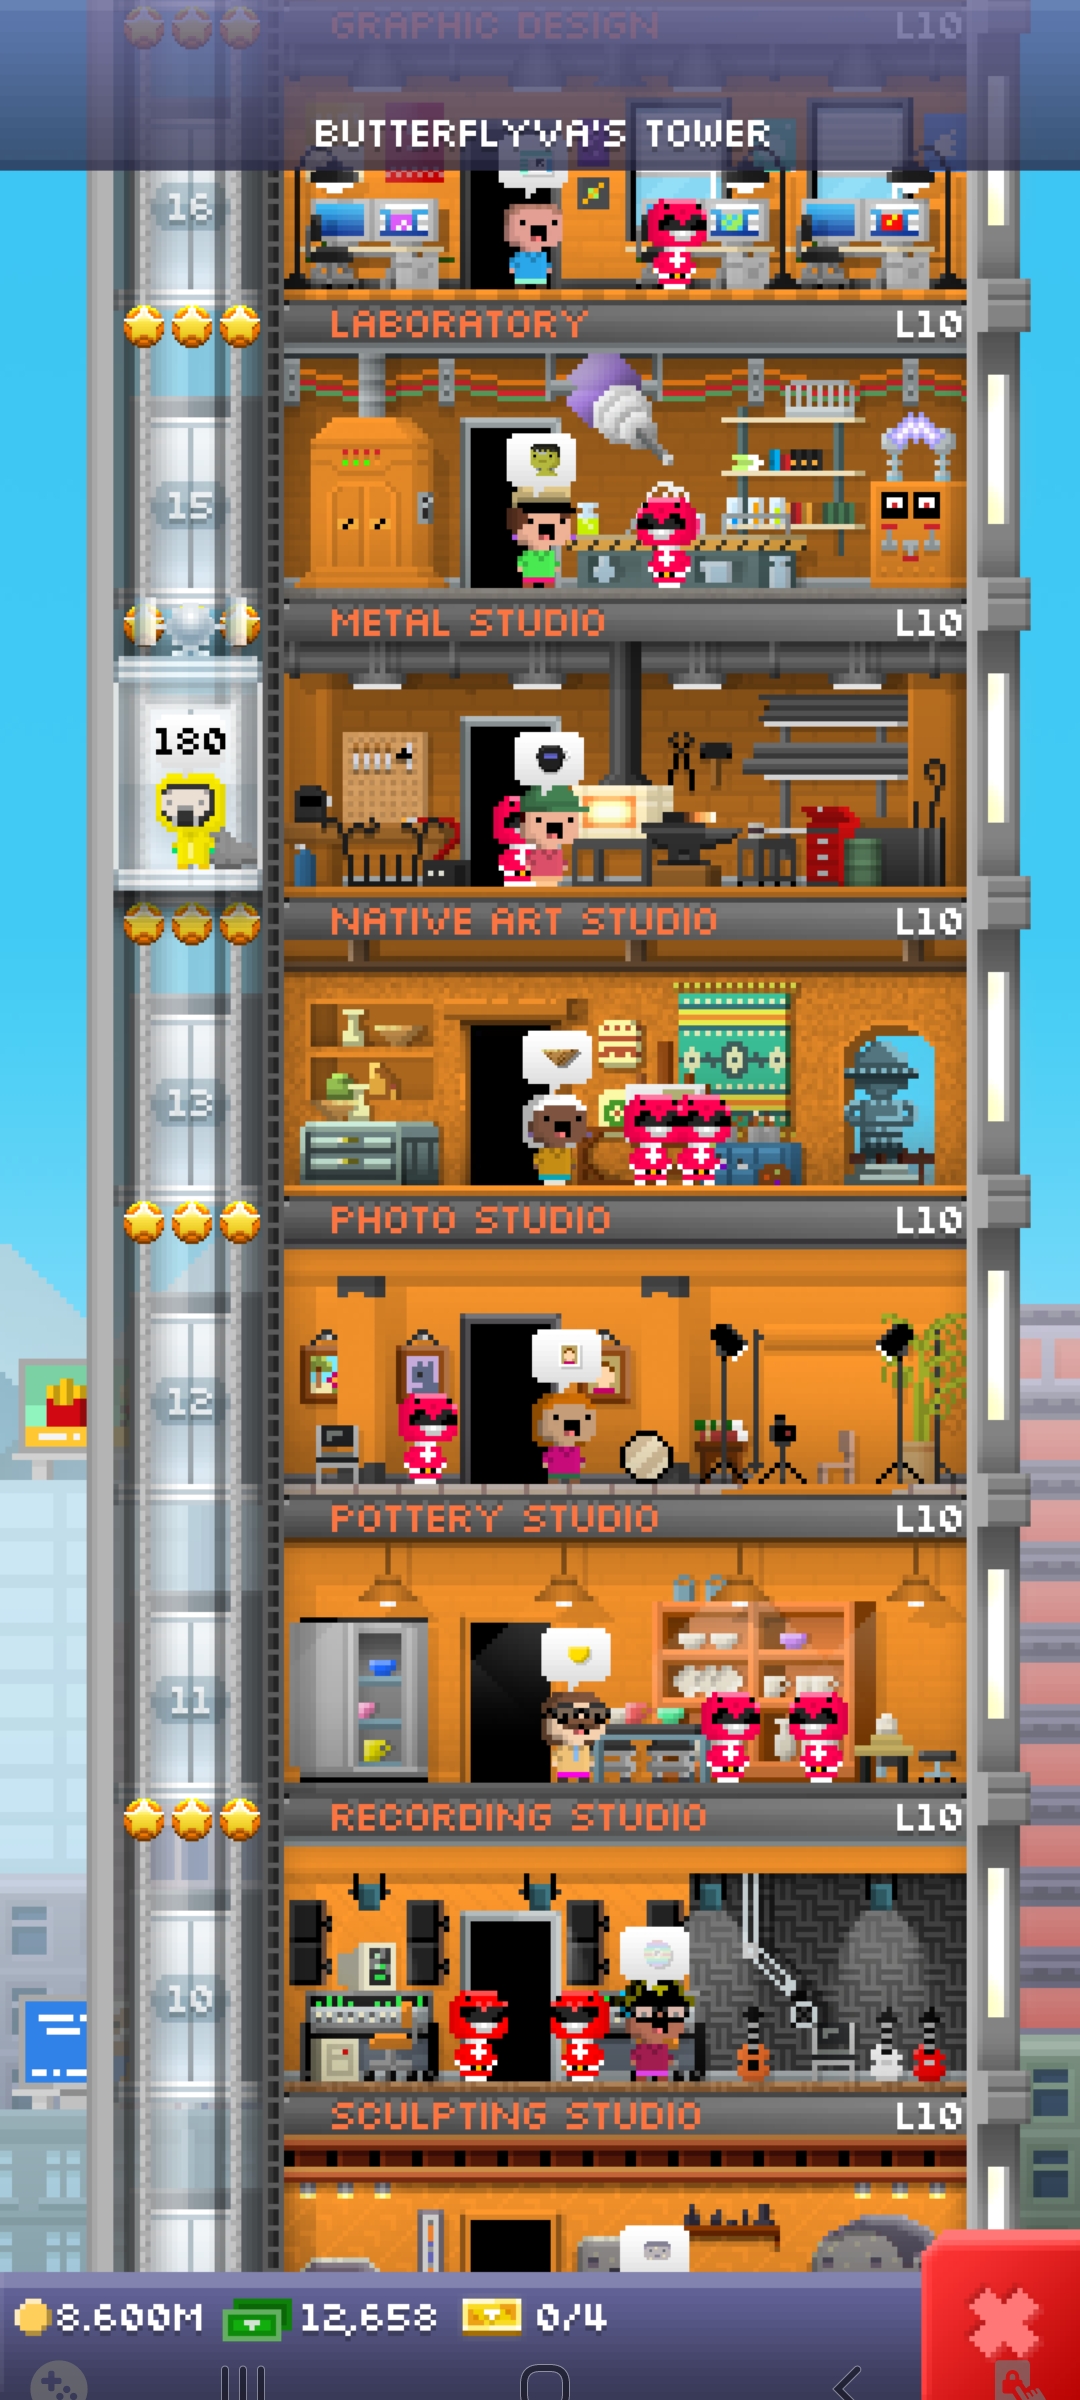 GRAPHIC DESIGN L10
BUTTERFLYVA'S TOWER
16
LABORATORY L10
15
METAL STUDIO L10
180
NATIVE ART STUDIO L10
13
PHOTO STUDIO L10
12
POTTERY STUDIO L10
11
RECORDING STUDIO L10
10
SCULPTING STUDIO L10
8.600M 12,658 0/4